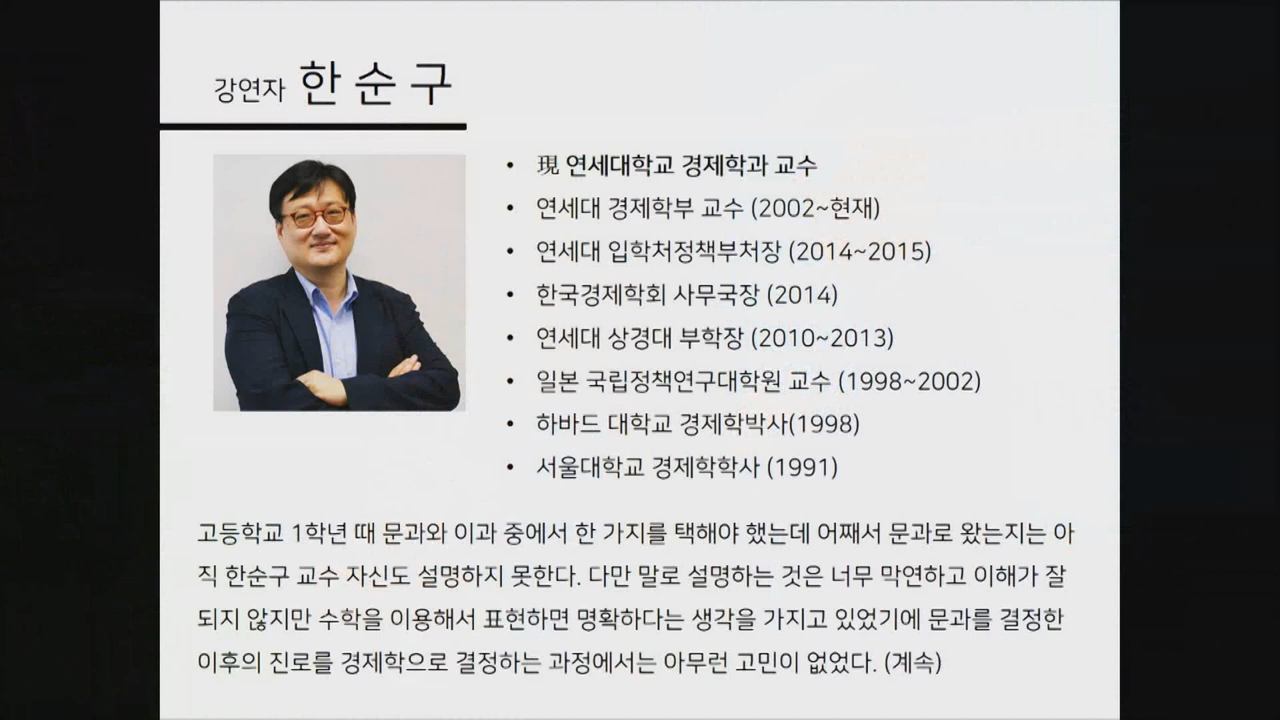 강연자 한 순 구
• 現 연세대학교 경제학과 교수
• 연세대 경제학부 교수 (2002~현재)
• 연세대 입학처정책부처장 (2014~2015)
• 한국경제학회 사무국장 (2014)
• 연세대 상경대 부학장 (2010~2013)
• 일본 국립정책연구대학원 교수 (1998~2002)
• 하바드 대학교 경제학박사(1998)
• 서울대학교 경제학학사 (1991)
고등학교 1학년 때 문과와 이과 중에서 한 가지를 택해야 했는데 어째서 문과로 왔는지는 아
직 한순구 교수 자신도 설명하지 못한다. 다만 말로 설명하는 것은 너무 막연하고 이해가 잘
되지 않지만 수학을 이용해서 표현하면 명확하다는 생각을 가지고 있었기에 문과를 결정한
이후의 진로를 경제학으로 결정하는 과정에서는 아무런 고민이 없었다. (계속)